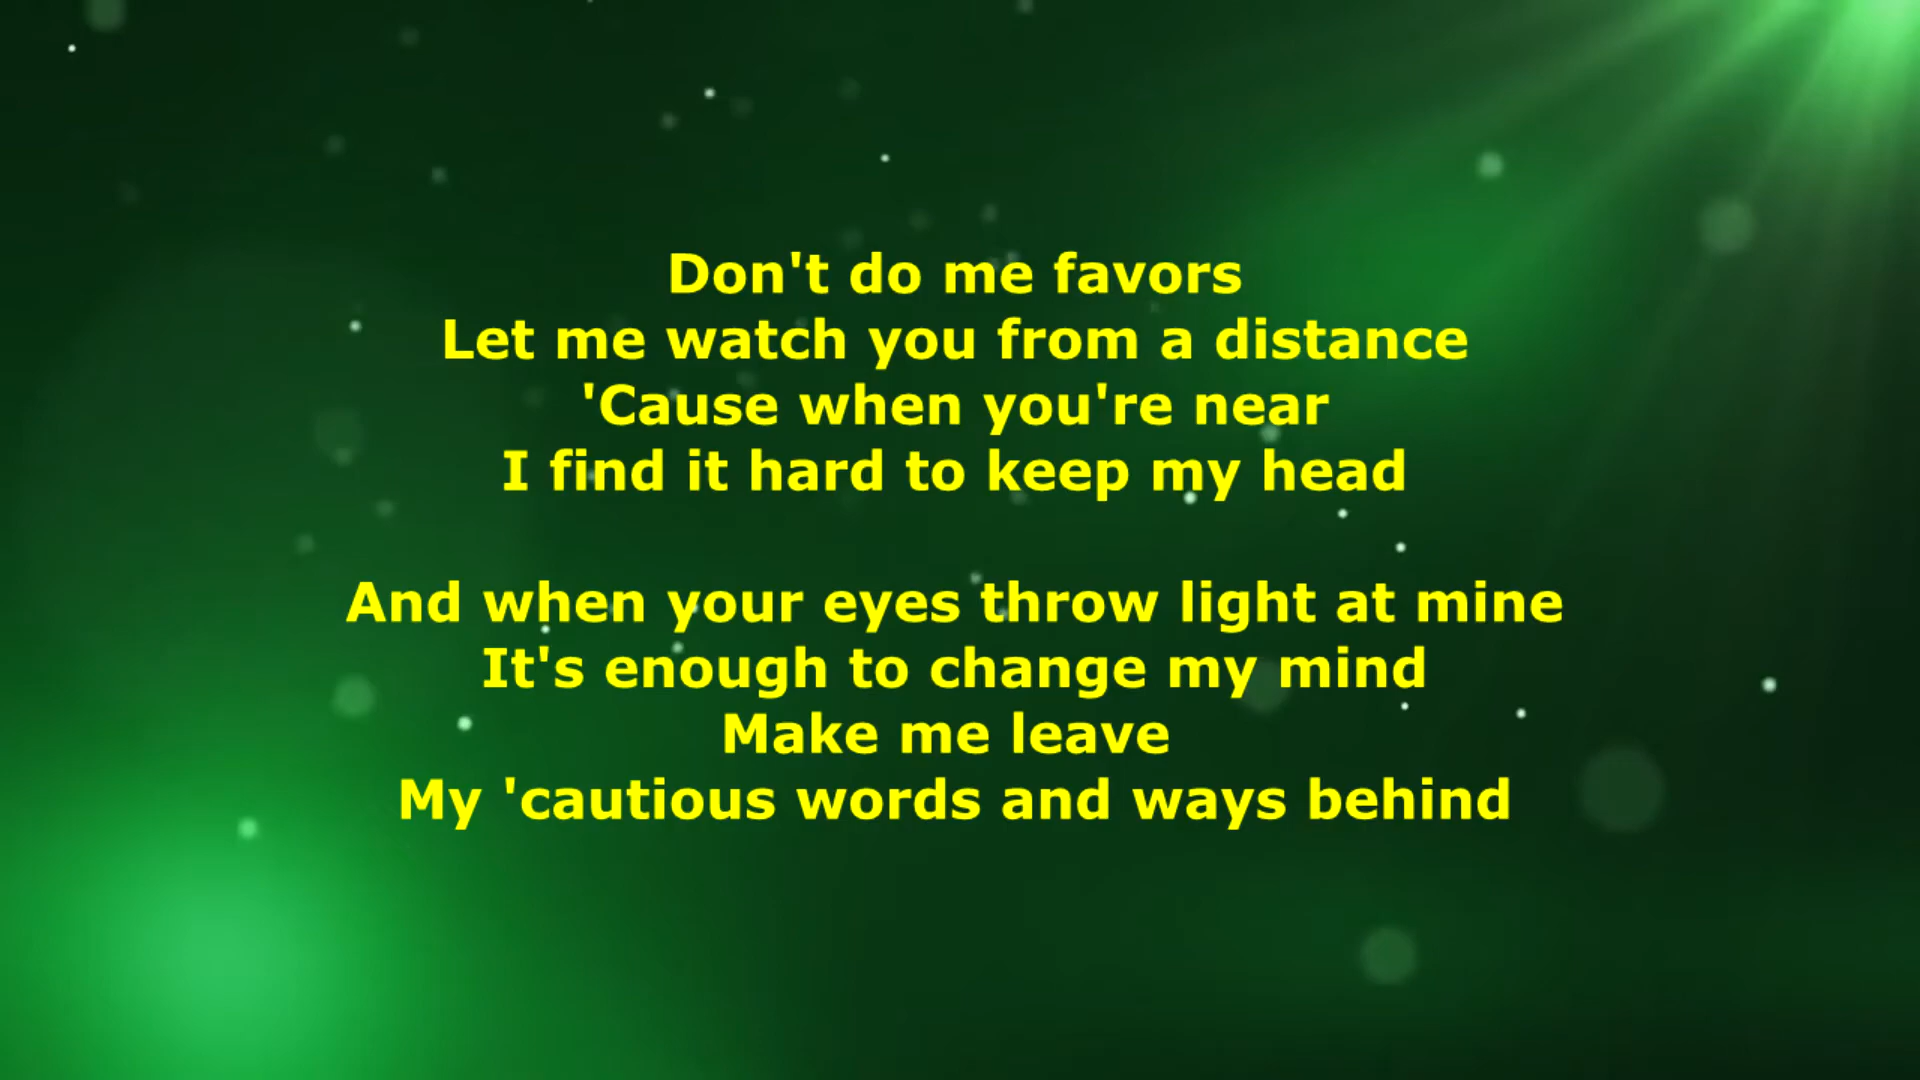 Don't do me favors
Let me watch you from a distance
'Cause when you're near
I find it hard to keep my head
And when your eyes throw light at mine
It's enough to change my mind
Make me leave
My 'cautious words and ways behind